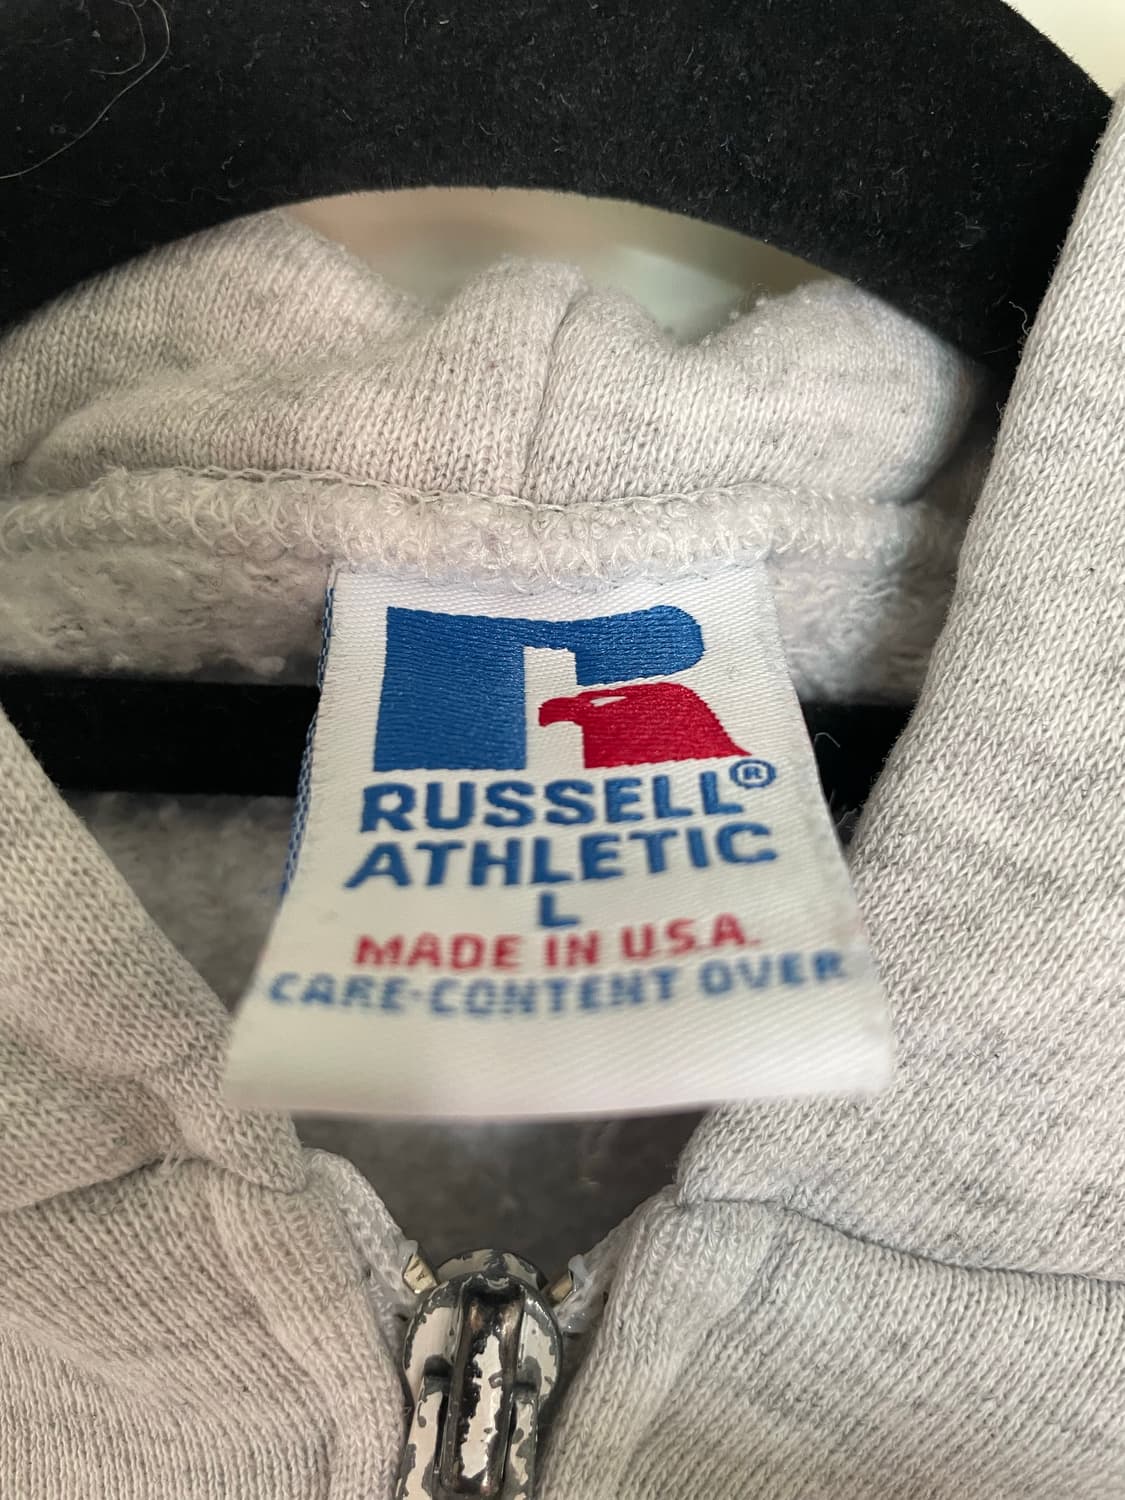 RUSSELL®
ATHLETIC
L
MADE IN U.S.A.
CARE-CONTENT OVER